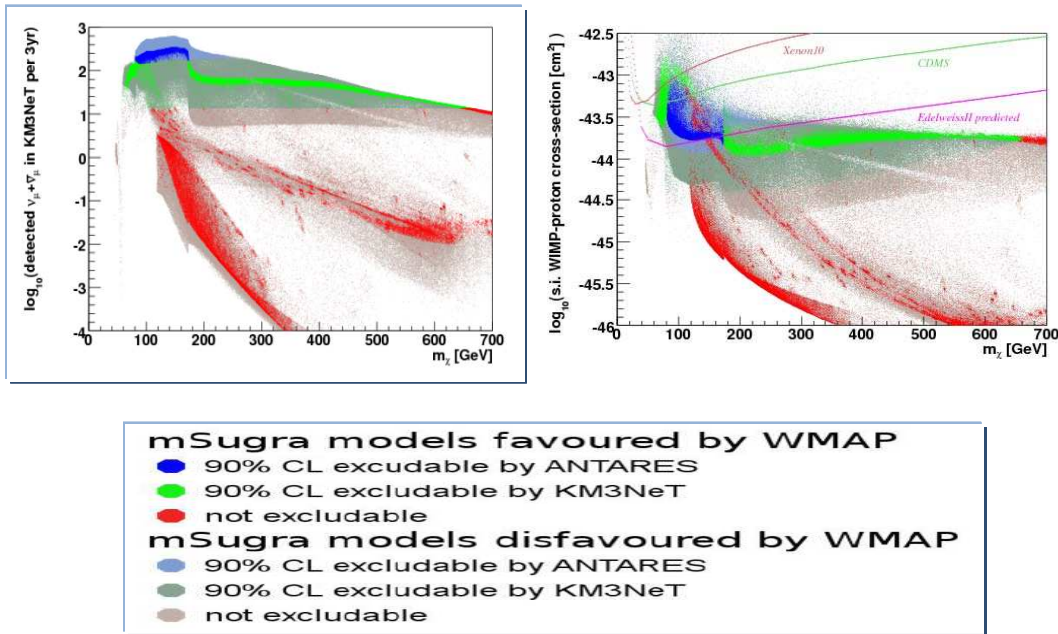 log₁₀(detected ν_μ+ν̄_μ in KM3NeT per 3yr)
3
2
1
0
-1
-2
-3
-4
0 100 200 300 400 500 600 700
m_χ [GeV]
log₁₀(s.i. WIMP-proton cross-section [cm²]
-42.5
-43
-43.5
-44
-44.5
-45
-45.5
-46
0 100 200 300 400 500 600 700
m_χ [GeV]
Xenon10
CDMS
EdelweissII predicted
mSugra models favoured by WMAP
90% CL excudable by ANTARES
90% CL excludable by KM3NeT
not excludable
mSugra models disfavoured by WMAP
90% CL excludable by ANTARES
90% CL excludable by KM3NeT
not excludable